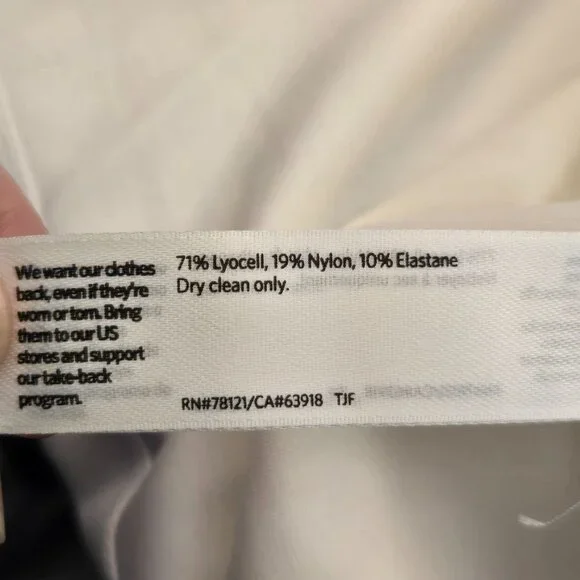 We want our clothes
back, even if they're
worn or torn. Bring
them to our US
stores and support
our take-back
program.
71% Lyocell, 19% Nylon, 10% Elastane
Dry clean only.
RN#78121/CA#63918 TJF